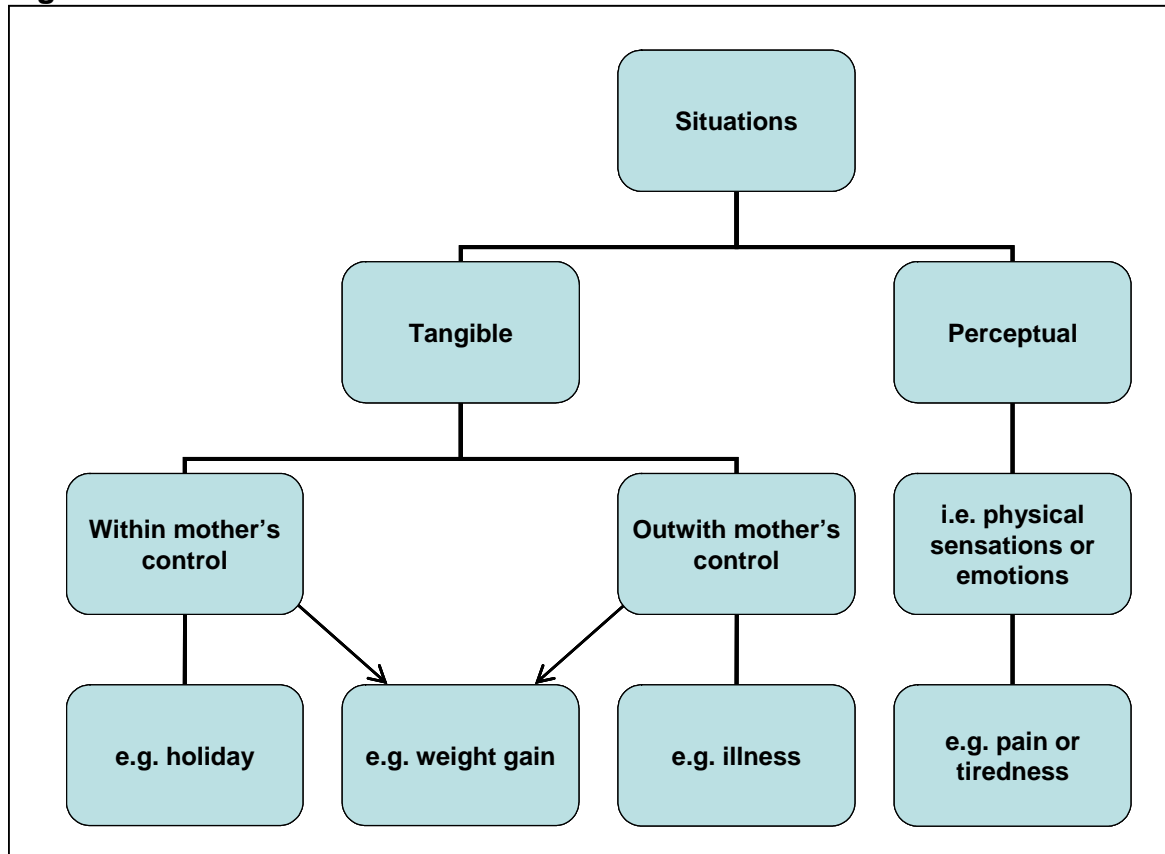 Situations
Tangible
Perceptual
Within mother’s
control
Outwith mother’s
control
i.e. physical
sensations or
emotions
e.g. holiday
e.g. weight gain
e.g. illness
e.g. pain or
tiredness